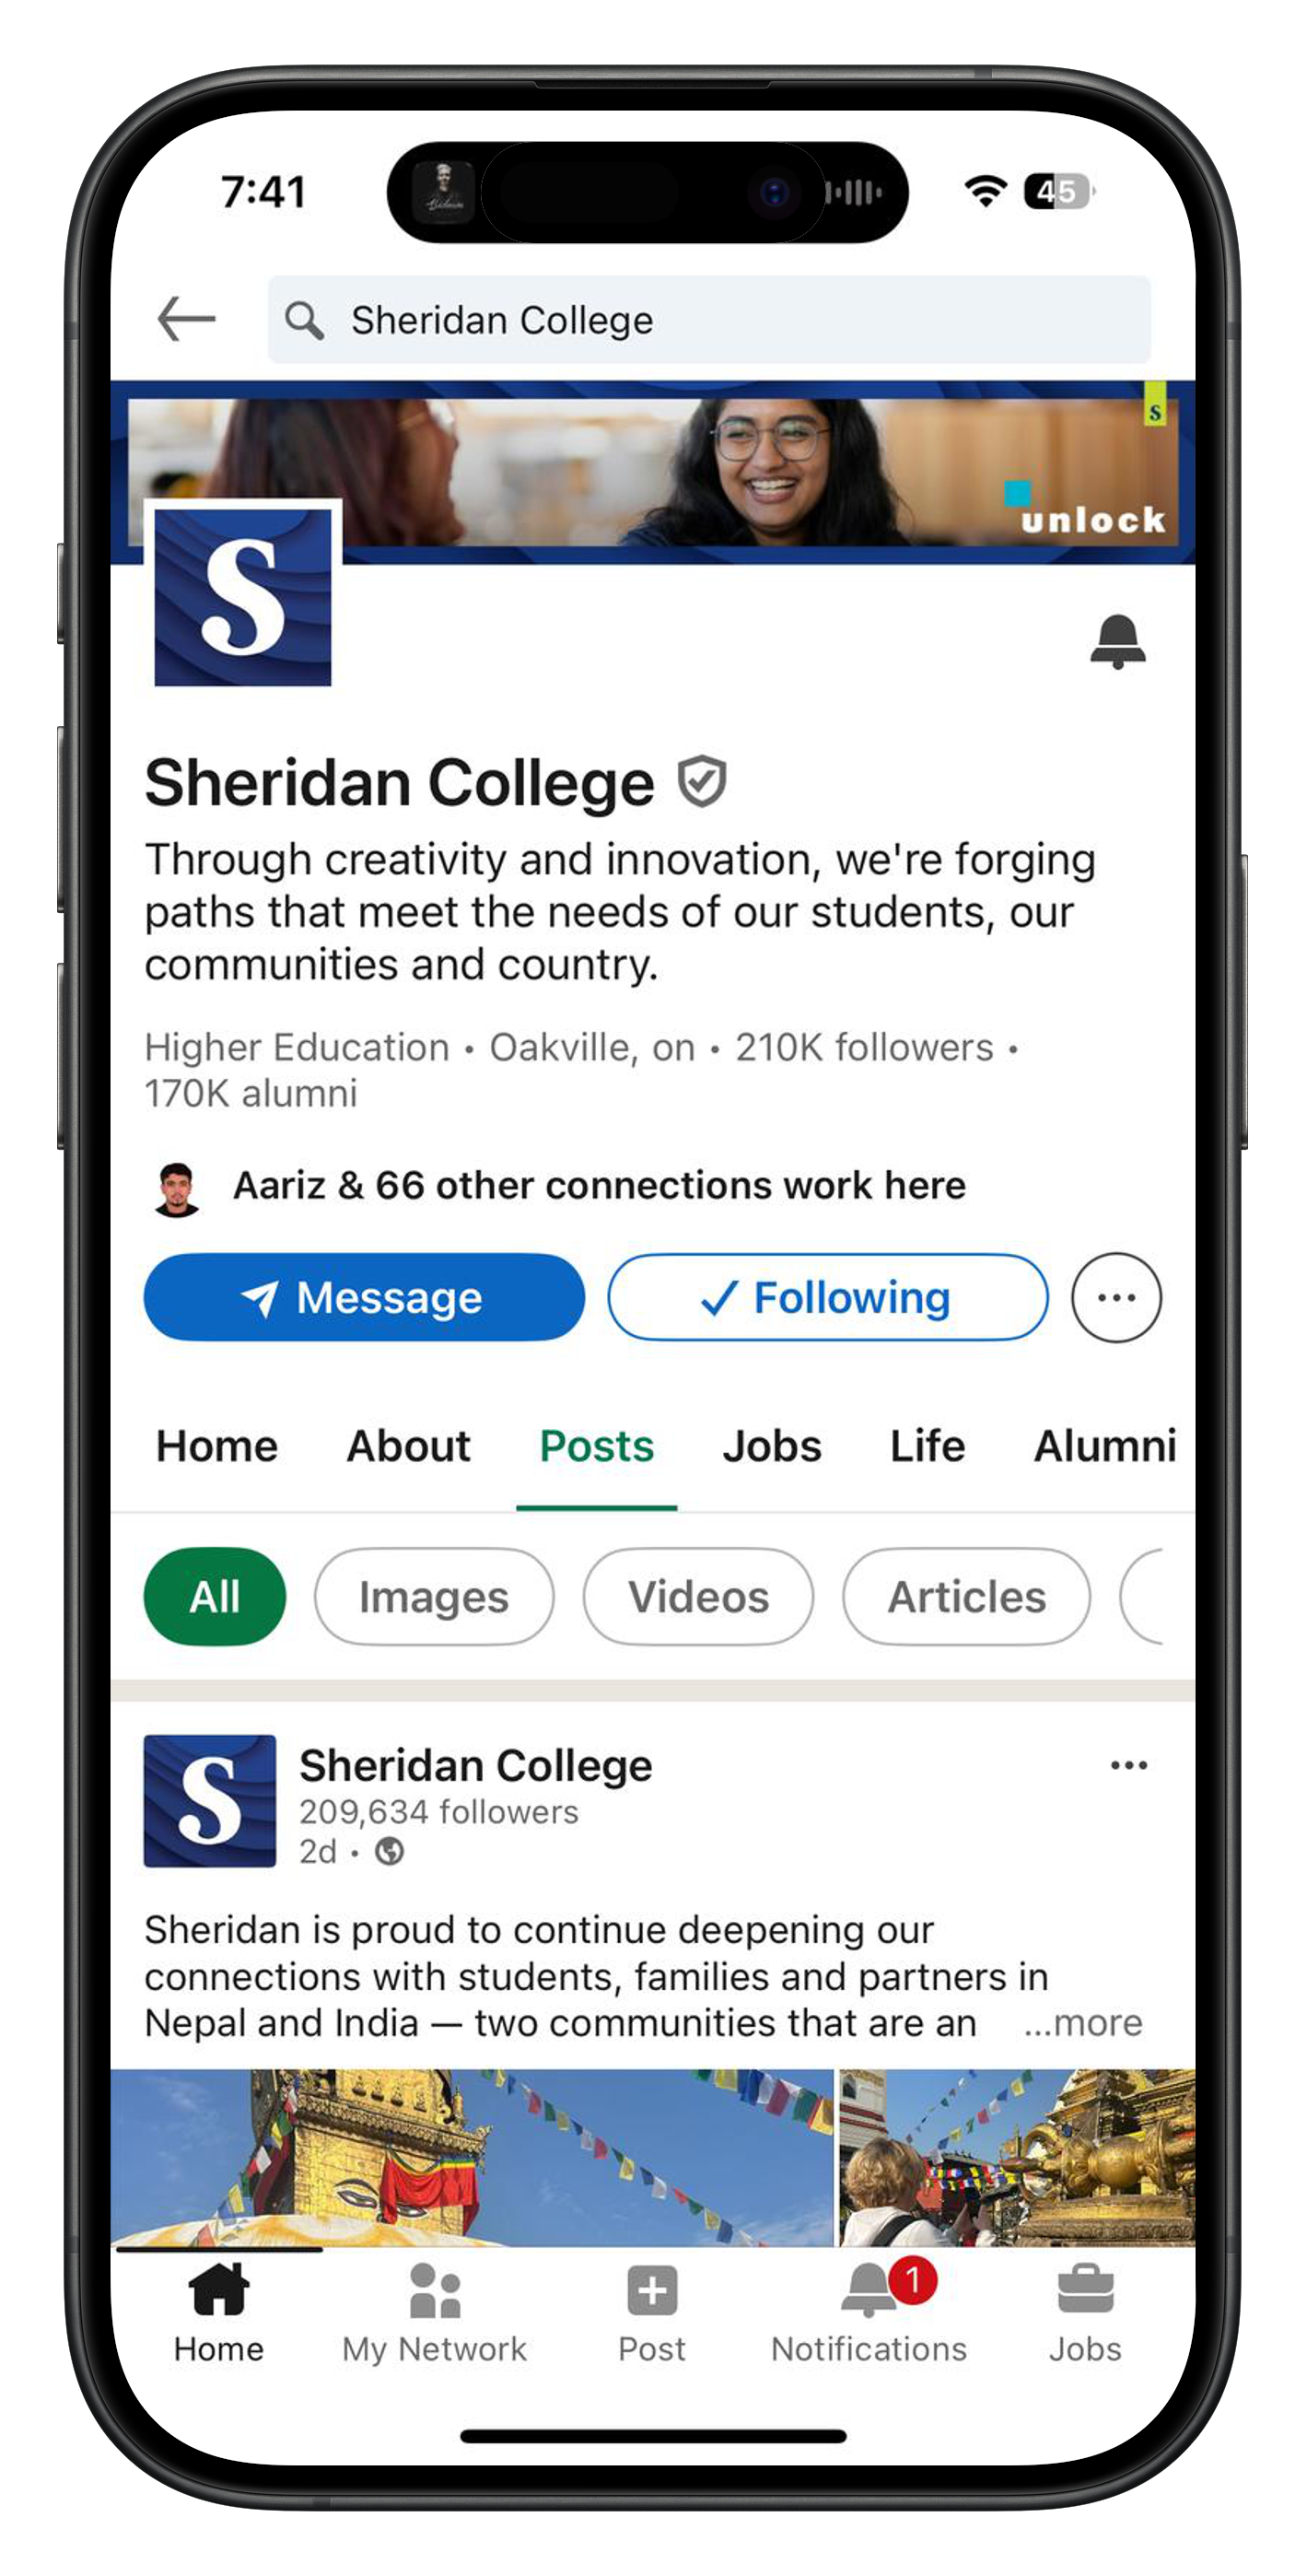 7:41
45
Sheridan College
S
unlock
S
Sheridan College
Through creativity and innovation, we're forging
paths that meet the needs of our students, our
communities and country.
Higher Education • Oakville, on • 210K followers •
170K alumni
Aariz & 66 other connections work here
Message
Following
Home About Posts Jobs Life Alumni
All Images Videos Articles
S
Sheridan College
209,634 followers
2d •
Sheridan is proud to continue deepening our
connections with students, families and partners in
Nepal and India — two communities that are an ...more
1
Home My Network Post Notifications Jobs